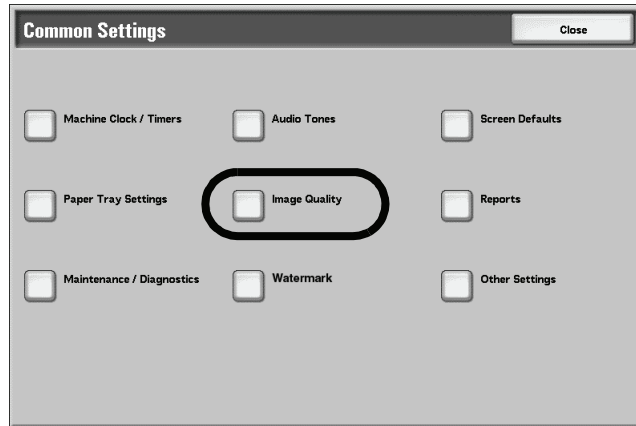 Common Settings
Close
Machine Clock / Timers
Audio Tones
Screen Defaults
Paper Tray Settings
Image Quality
Reports
Maintenance / Diagnostics
Watermark
Other Settings